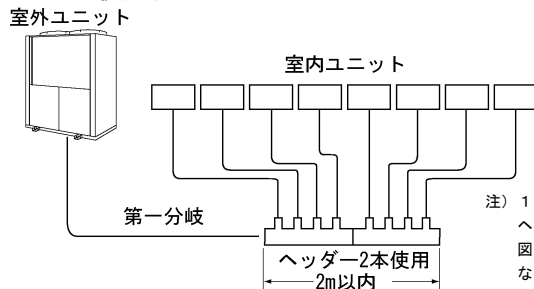 室外ユニット
室内ユニット
第一分岐
ヘッダー2本使用
2m以内
注) 1
ヘ
図
な